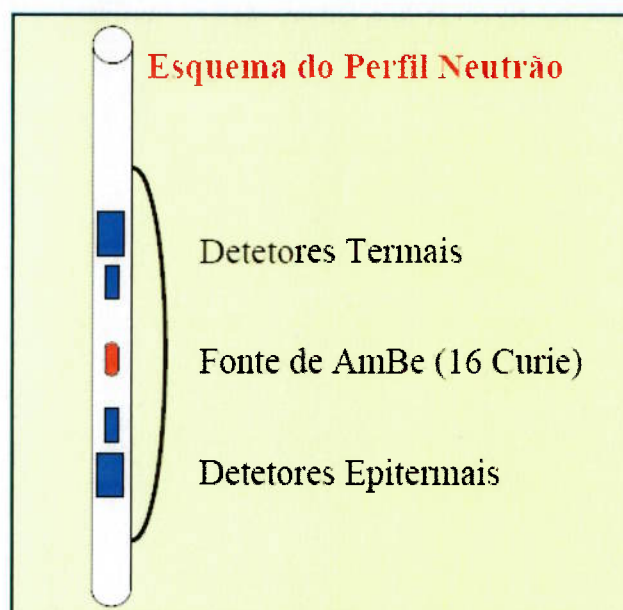 Esquema do Perfil Neutrão
Detetores Termais
Fonte de AmBe (16 Curie)
Detetores Epitermais